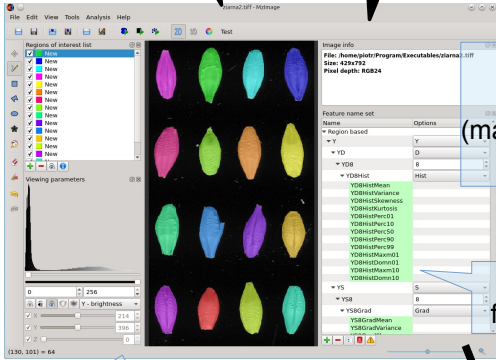 ziarna2.tiff - MzImage
File Edit View Tools Analysis Help
2D Test
Regions of interest list
New
New
New
New
New
New
New
New
New
New
New
New
Viewing parameters
0 256
Y - brightness
X 214
Y 396
Z 0
(130, 101) = 64
Image info
File: /home/piotr/Program/Executables/ziarna2.tiff
Size: 429x792
Pixel depth: RGB24
Feature name set
Name Options
Region based
Y Y
YD D
YD8 8
YD8Hist Hist
YD8HistMean
YD8HistVariance
YD8HistSkewness
YD8HistKurtosis
YD8HistPerc01
YD8HistPerc10
YD8HistPerc50
YD8HistPerc90
YD8HistPerc99
YD8HistMaxm01
YD8HistDomn01
YD8HistMaxm10
YD8HistDomn10
YS S
YS8 8
YS8Grad Grad
YS8GradMean
YS8GradVariance
(ma
f